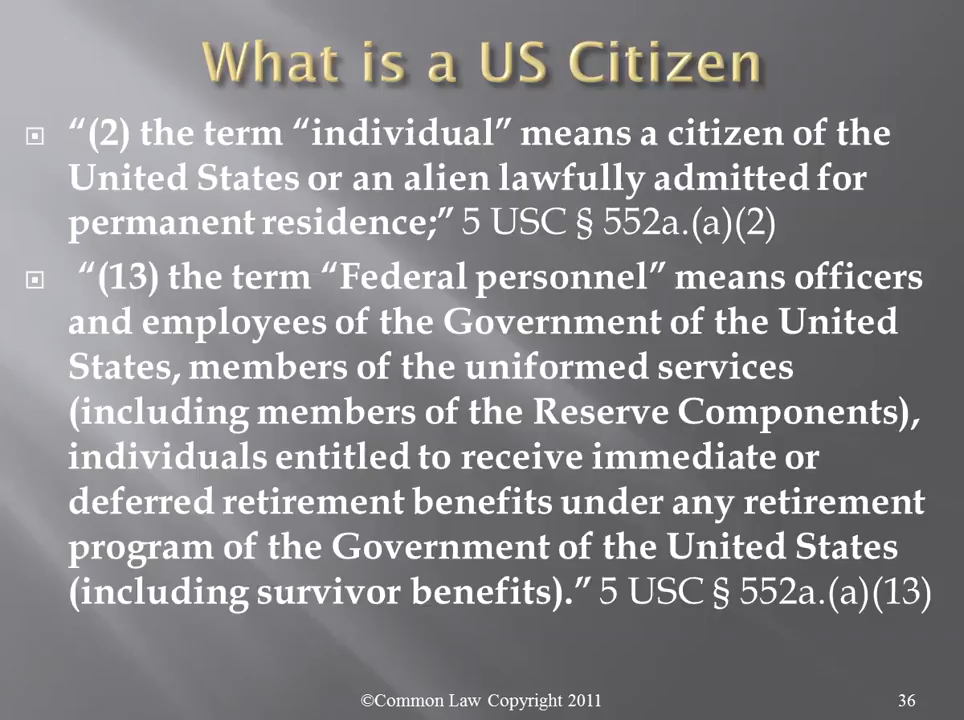 What is a US Citizen
“(2) the term “individual” means a citizen of the
United States or an alien lawfully admitted for
permanent residence;” 5 USC § 552a.(a)(2)
“(13) the term “Federal personnel” means officers
and employees of the Government of the United
States, members of the uniformed services
(including members of the Reserve Components),
individuals entitled to receive immediate or
deferred retirement benefits under any retirement
program of the Government of the United States
(including survivor benefits).” 5 USC § 552a.(a)(13)
©Common Law Copyright 2011
36